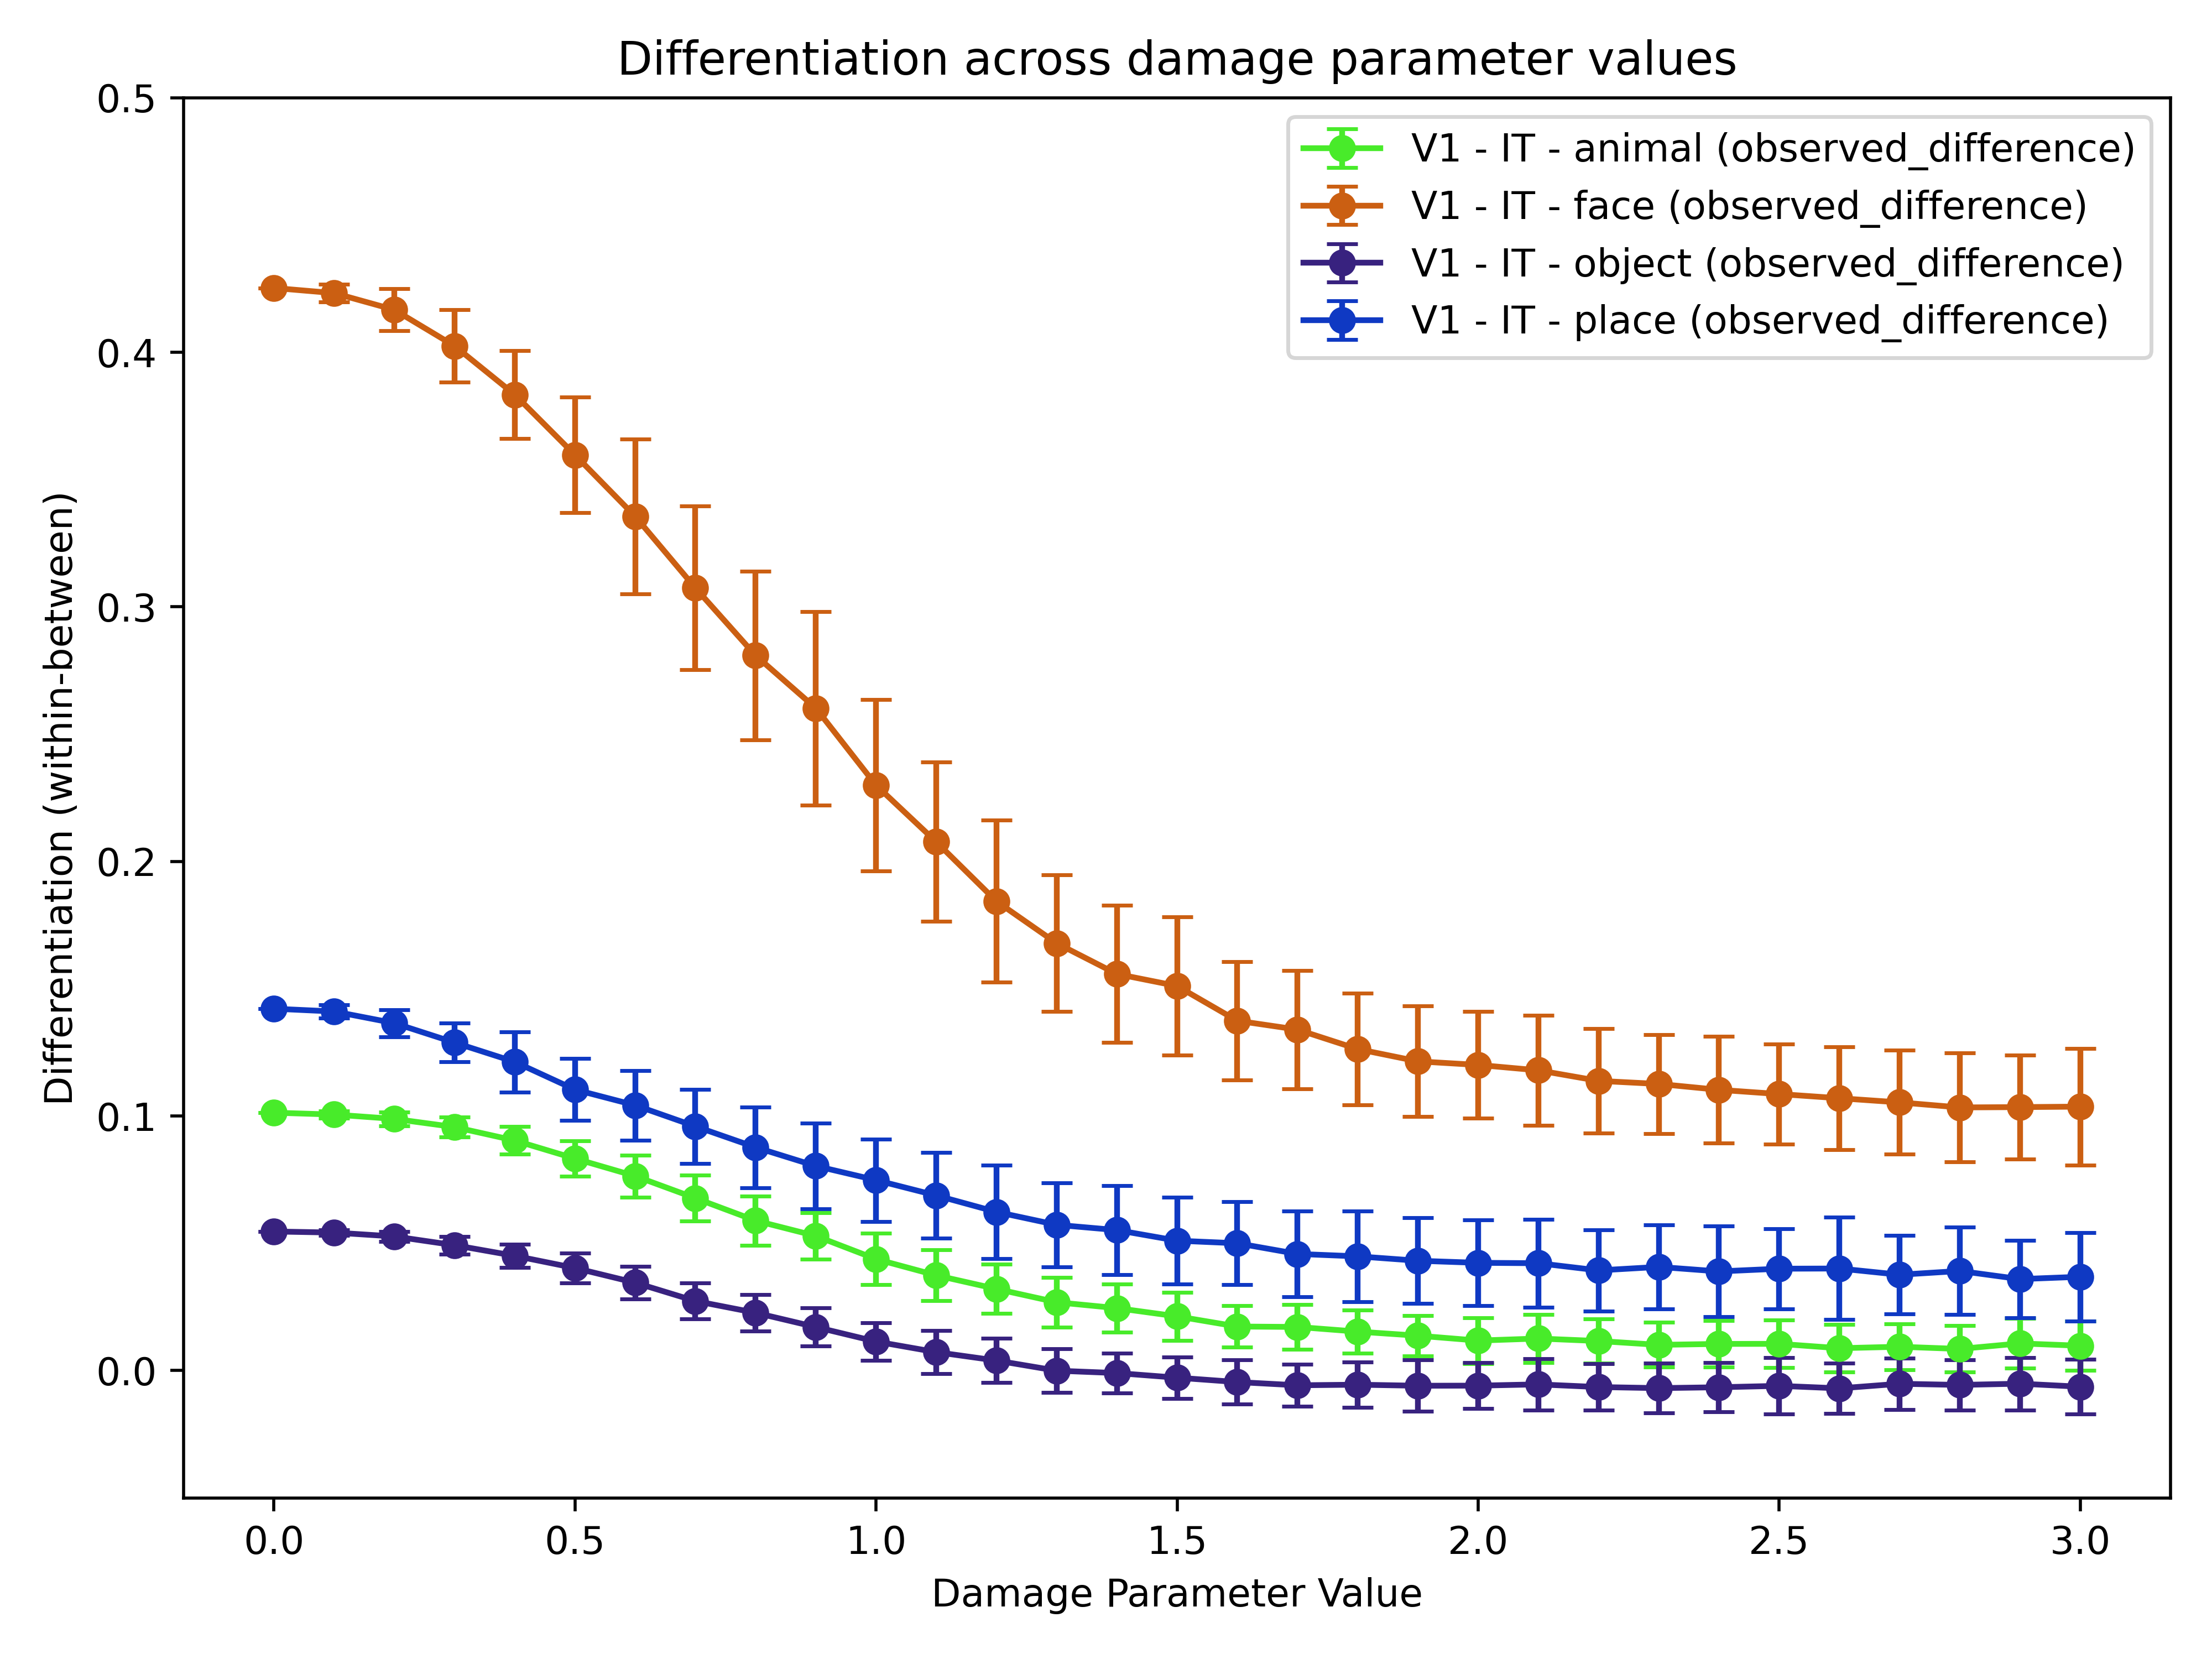 Differentiation across damage parameter values
0.5
0.4
0.3
0.2
0.1
0.0
Differentiation (within-between)
V1 - IT - animal (observed_difference)
V1 - IT - face (observed_difference)
V1 - IT - object (observed_difference)
V1 - IT - place (observed_difference)
0.0 0.5 1.0 1.5 2.0 2.5 3.0
Damage Parameter Value